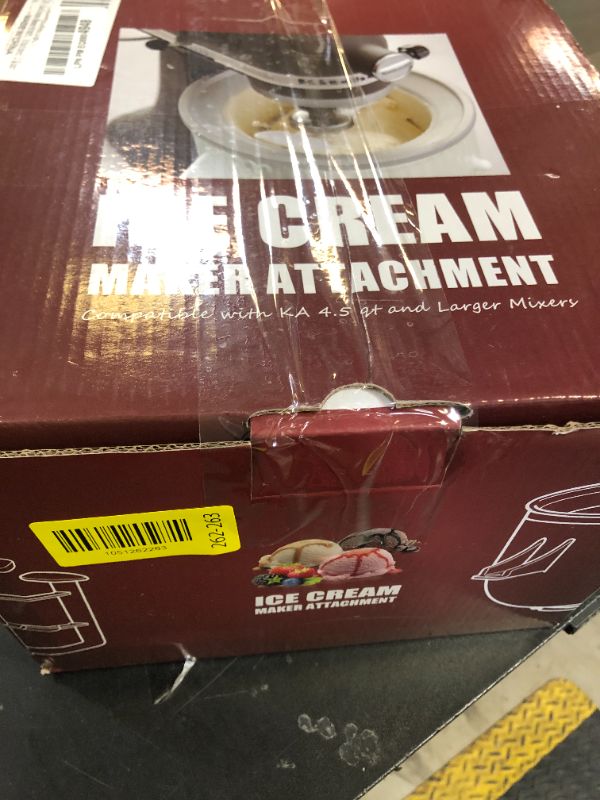 ICE CREAM
MAKER ATTACHMENT
Compatible with KA 4.5 qt and Larger Mixers
1051262263
262-263
ICE CREAM
MAKER ATTACHMENT